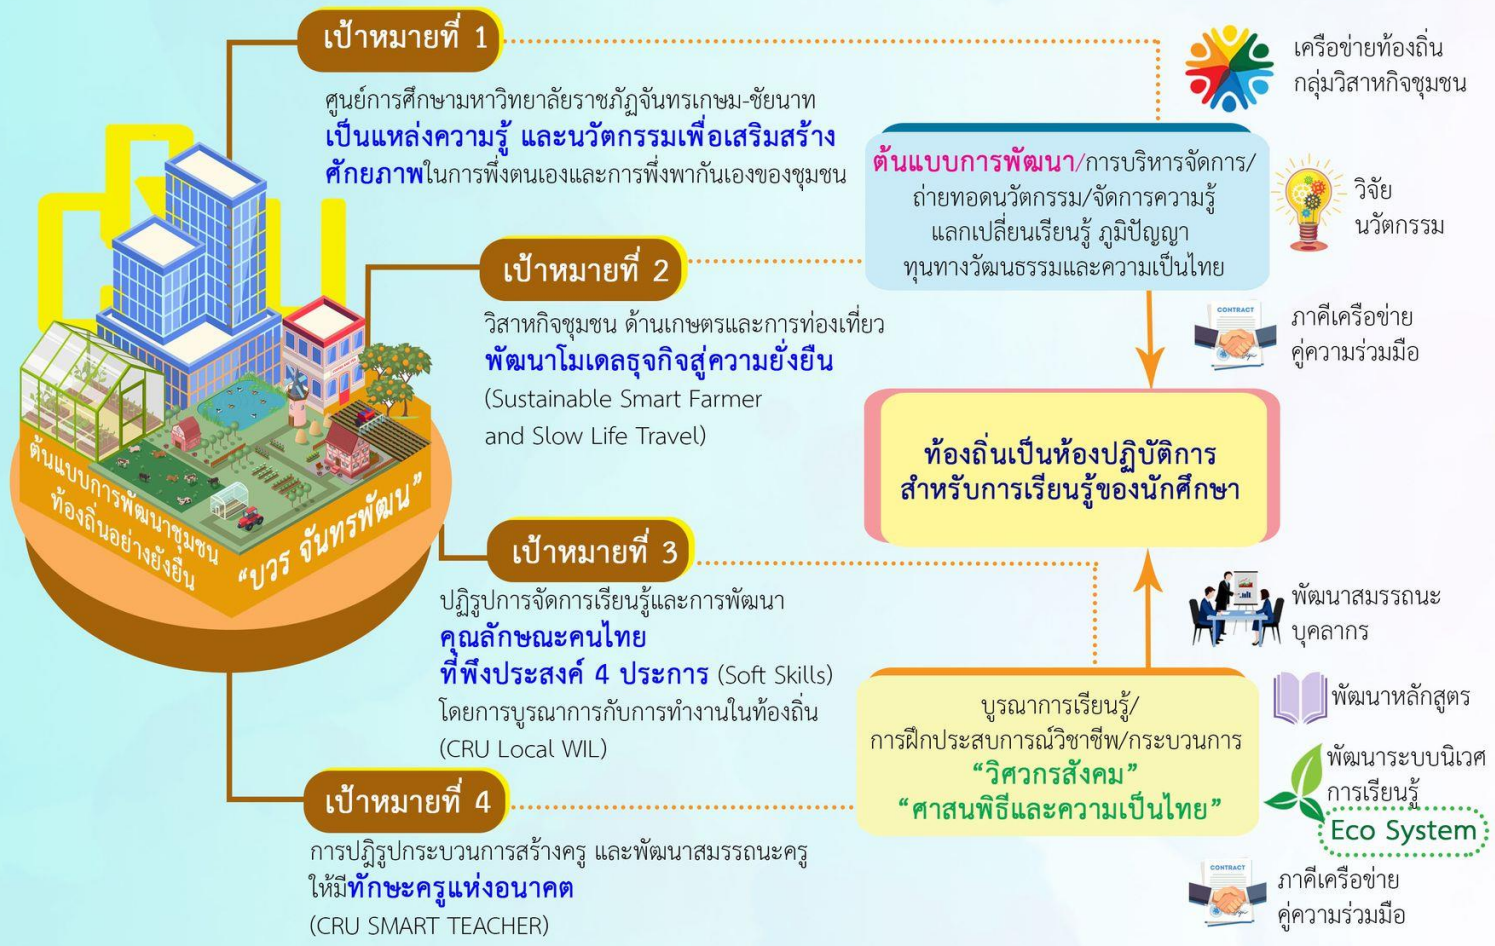 เป้าหมายที่ 1
ศูนย์การศึกษามหาวิทยาลัยราชภัฏจันทรเกษม-ชัยนาท
เป็นแหล่งความรู้ และนวัตกรรมเพื่อเสริมสร้าง
ศักยภาพในการพึ่งตนเองและการพึ่งพากันเองของชุมชน
เป้าหมายที่ 2
วิสาหกิจชุมชน ด้านเกษตรและการท่องเที่ยว
พัฒนาโมเดลธุจกิจสู่ความยั่งยืน
(Sustainable Smart Farmer
and Slow Life Travel)
ต้นแบบการพัฒนาชุมชน
ท้องถิ่นอย่างยังยืน
“บวร จันทรพัฒน”
เป้าหมายที่ 3
ปฏิรูปการจัดการเรียนรู้และการพัฒนา
คุณลักษณะคนไทย
ที่พึงประสงค์ 4 ประการ (Soft Skills)
โดยการบูรณาการกับการทำงานในท้องถิ่น
(CRU Local WIL)
เป้าหมายที่ 4
การปฏิรูปกระบวนการสร้างครู และพัฒนาสมรรถนะครู
ให้มีทักษะครูแห่งอนาคต
(CRU SMART TEACHER)
ต้นแบบการพัฒนา/การบริหารจัดการ/
ถ่ายทอดนวัตกรรม/จัดการความรู้
แลกเปลี่ยนเรียนรู้ ภูมิปัญญา
ทุนทางวัฒนธรรมและความเป็นไทย
ท้องถิ่นเป็นห้องปฏิบัติการ
สำหรับการเรียนรู้ของนักศึกษา
บูรณาการเรียนรู้/
การฝึกประสบการณ์วิชาชีพ/กระบวนการ
“วิศวกรสังคม”
“ศาสนพิธีและความเป็นไทย”
เครือข่ายท้องถิ่น
กลุ่มวิสาหกิจชุมชน
วิจัย
นวัตกรรม
CONTRACT
ภาคีเครือข่าย
คู่ความร่วมมือ
พัฒนาสมรรถนะ
บุคลากร
พัฒนาหลักสูตร
พัฒนาระบบนิเวศ
การเรียนรู้
Eco System
CONTRACT
ภาคีเครือข่าย
คู่ความร่วมมือ